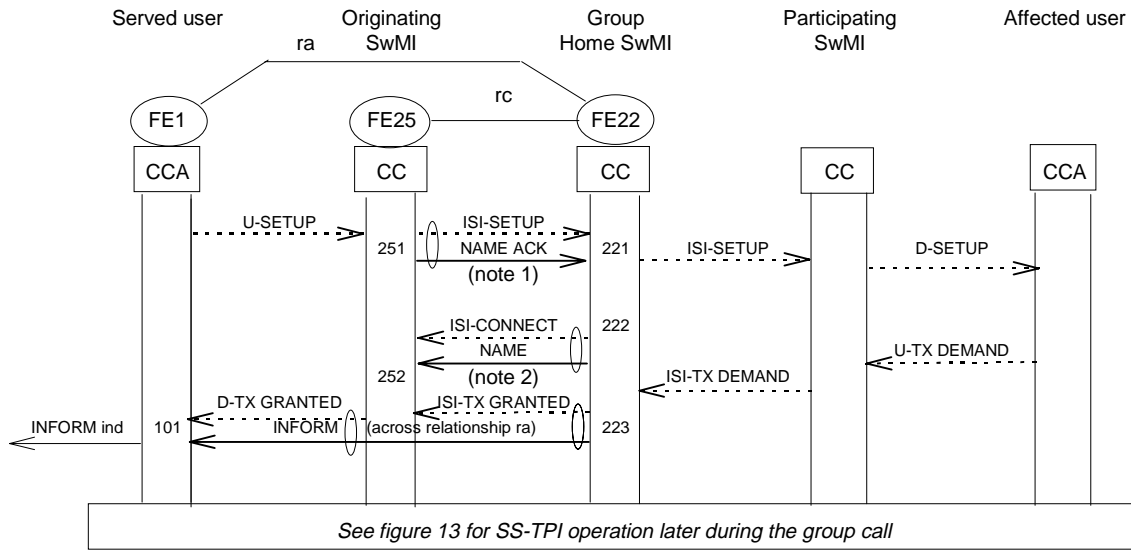 Served user
Originating
SwMI
Group
Home SwMI
Participating
SwMI
Affected user
ra
rc
FE1
FE25
FE22
CCA
CC
CC
CC
CCA
U-SETUP
ISI-SETUP
251
NAME ACK
221
ISI-SETUP
D-SETUP
(note 1)
ISI-CONNECT
222
NAME
U-TX DEMAND
252
(note 2)
ISI-TX DEMAND
D-TX GRANTED
ISI-TX GRANTED
INFORM ind
101
INFORM
(across relationship ra)
223
See figure 13 for SS-TPI operation later during the group call